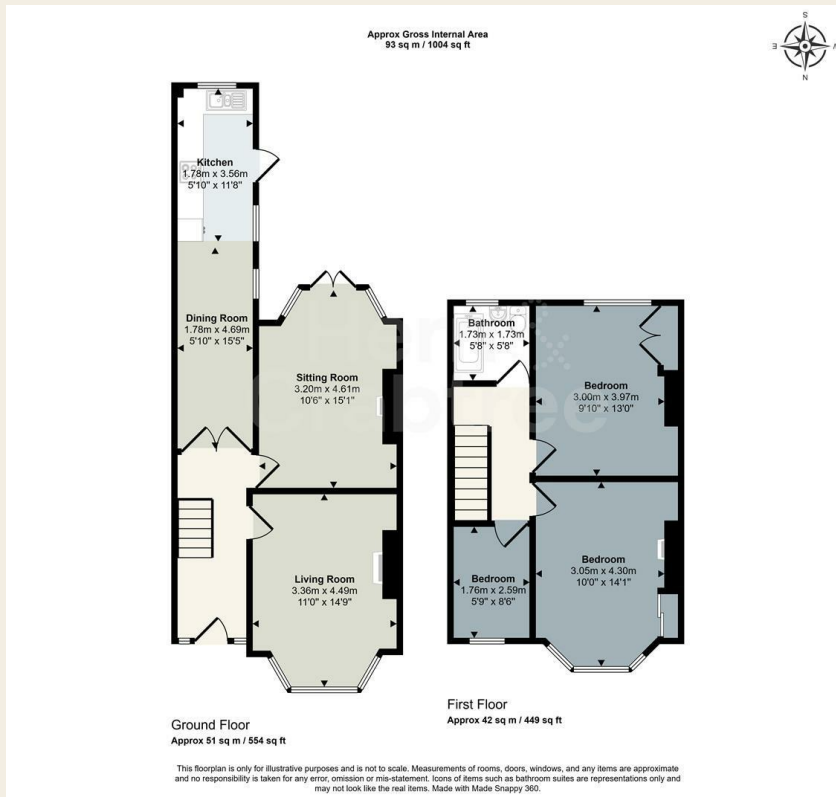 Approx Gross Internal Area
93 sq m / 1004 sq ft
S
E
N
Kitchen
1.78m x 3.56m
5'10" x 11'8"
Dining Room
1.78m x 4.69m
5'10" x 15'5"
Sitting Room
3.20m x 4.61m
10'6" x 15'1"
Living Room
3.36m x 4.49m
11'0" x 14'9"
Bathroom
1.73m x 1.73m
5'8" x 5'8"
Bedroom
3.00m x 3.97m
9'10" x 13'0"
Bedroom
3.05m x 4.30m
10'0" x 14'1"
Bedroom
1.76m x 2.59m
5'9" x 8'6"
Ground Floor
Approx 51 sq m / 554 sq ft
First Floor
Approx 42 sq m / 449 sq ft
This floorplan is only for illustrative purposes and is not to scale. Measurements of rooms, doors, windows, and any items are approximate
and no responsibility is taken for any error, omission or mis-statement. Icons of items such as bathroom suites are representations only and
may not look like the real items. Made with Made Snappy 360.